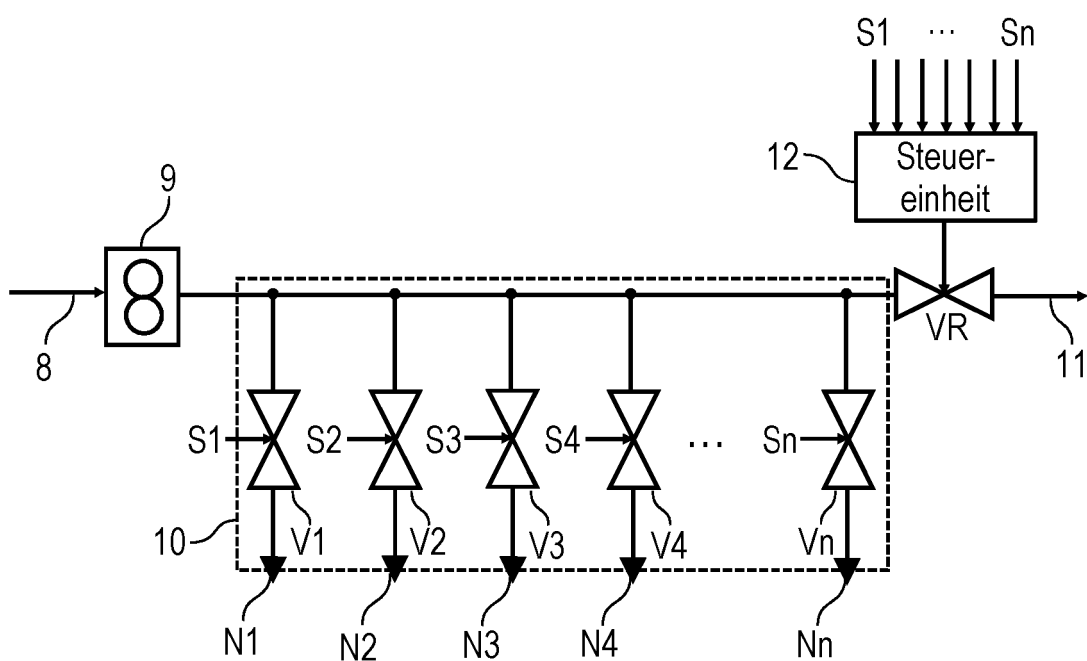 S1 ... Sn
12
Steuer-
einheit
9
8
VR
11
S1 S2 S3 S4 ... Sn
10
V1 V2 V3 V4 Vn
N1 N2 N3 N4 Nn